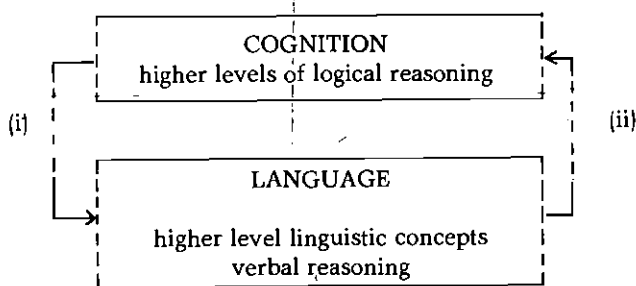 COGNITION
higher levels of logical reasoning
(i)
(ii)
LANGUAGE
higher level linguistic concepts
verbal reasoning